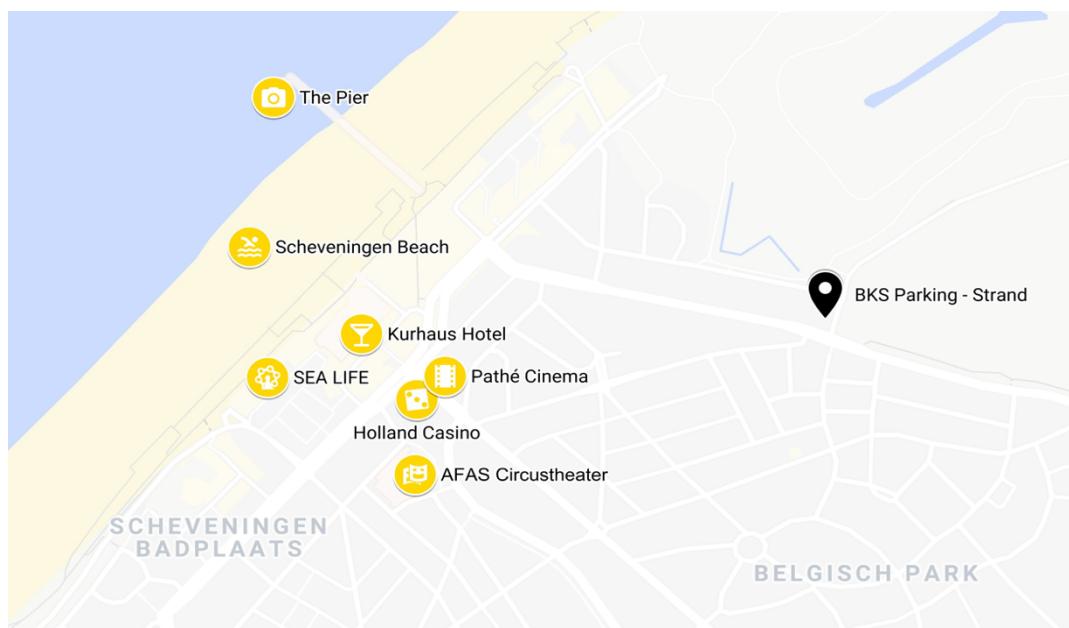 The Pier
Scheveningen Beach
BKS Parking - Strand
Kurhaus Hotel
SEA LIFE
Pathé Cinema
Holland Casino
AFAS Circustheater
SCHEVENINGEN
BADPLAATS
BELGISCH PARK